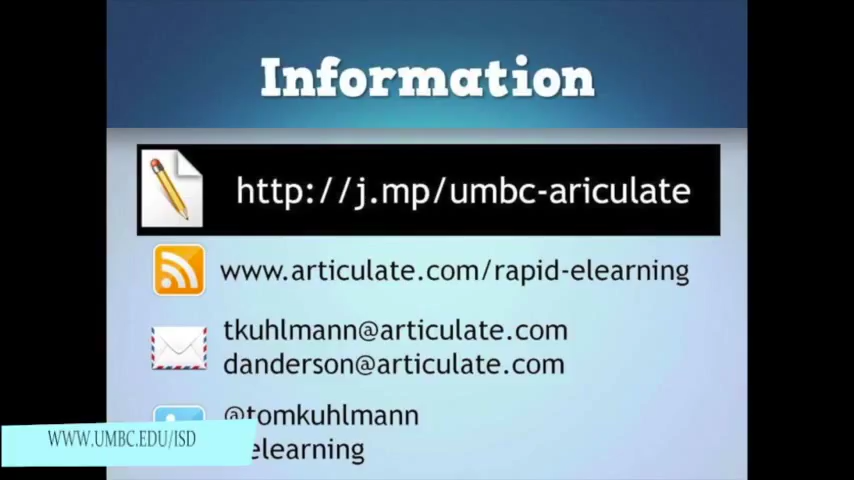 Information
http://j.mp/umbc-ariculate
www.articulate.com/rapid-elearning
tkuhlmann@articulate.com
danderson@articulate.com
@tomkuhlmann
elearning
WWW.UMBC.EDU/ISD